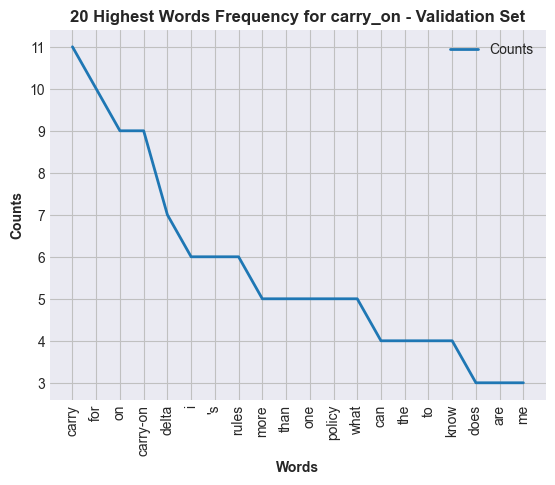 20 Highest Words Frequency for carry_on - Validation Set
Counts
Counts
11
10
9
8
7
6
5
4
3
carry
for
on
carry-on
delta
i
's
rules
more
than
one
policy
what
can
the
to
know
does
are
me
Words